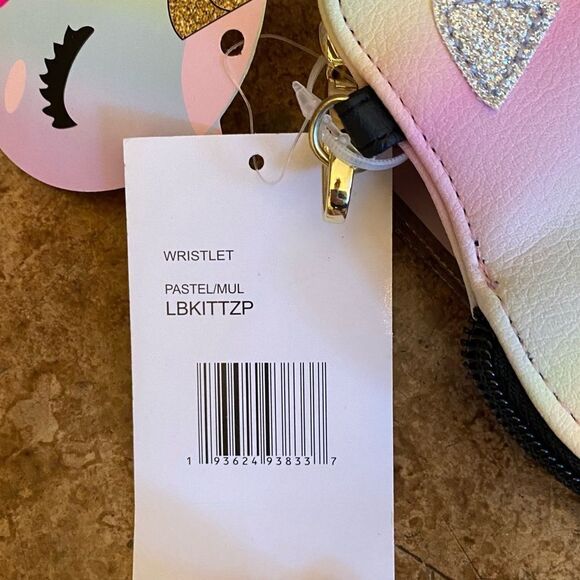 WRISTLET
PASTEL/MUL
LBKITTZP
1 93624 93833 7